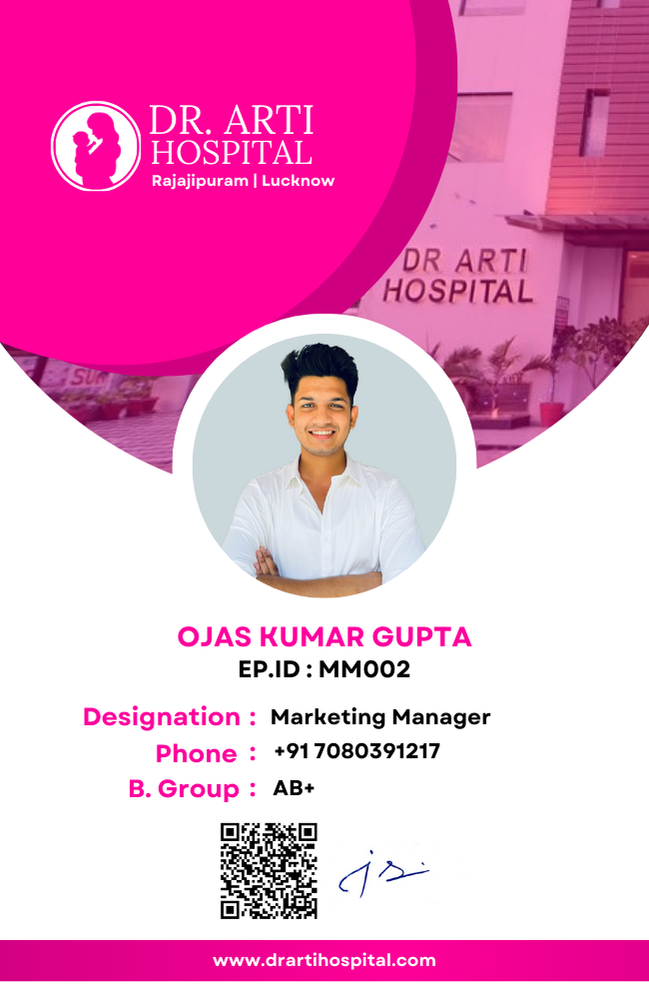 DR. ARTI
HOSPITAL
Rajajipuram | Lucknow
DR ARTI
HOSPITAL
SUR
OJAS KUMAR GUPTA
EP.ID : MM002
Designation : Marketing Manager
Phone : +91 7080391217
B. Group : AB+
www.drartihospital.com